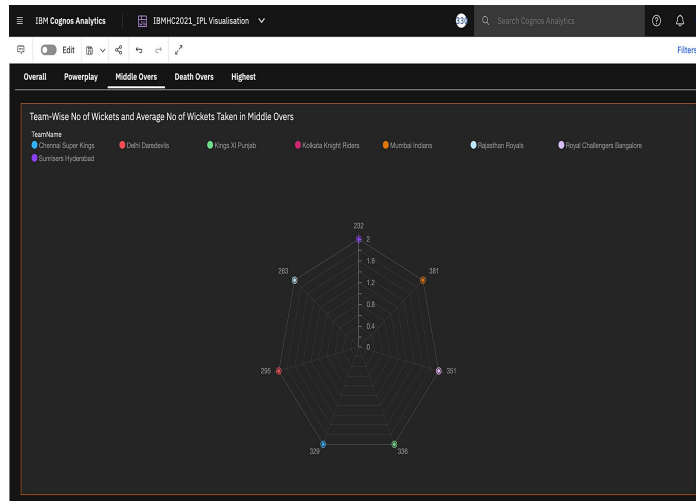 IBM Cognos Analytics
IBMHC2021_IPL Visualisation
Search Cognos Analytics
Edit
Filters
Overall Powerplay Middle Overs Death Overs Highest
Team-Wise No of Wickets and Average No of Wickets Taken in Middle Overs
TeamName
Chennai Super Kings Delhi Daredevils Kings XI Punjab Kolkata Knight Riders Mumbai Indians Rajasthan Royals Royal Challengers Bangalore
Sunrisers Hyderabad
232
2
1.6
263
381
1.2
0.8
0.4
0
295
351
329
336